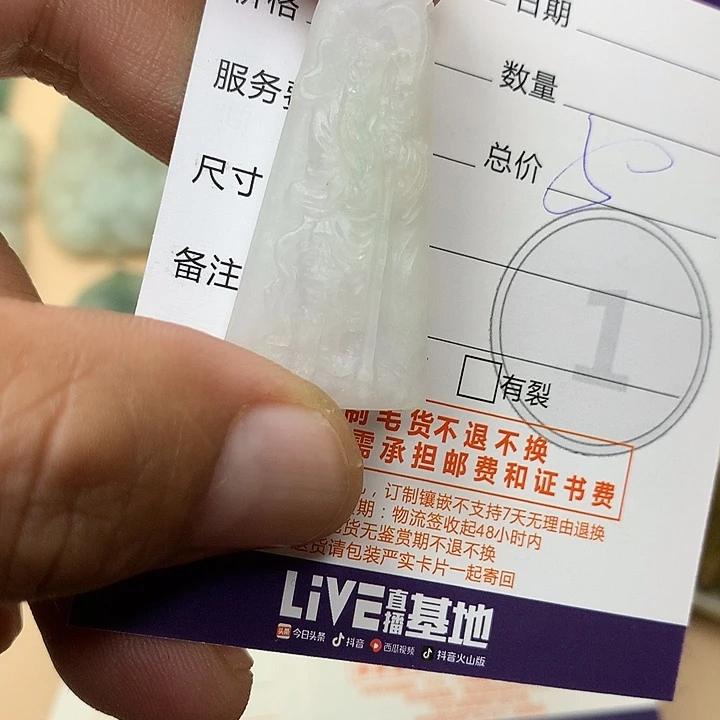 价格 日期
服务费 数量
尺寸 总价
备注
1
有裂
制毛货不退不换
需承担邮费和证书费
，订制镶嵌不支持7天无理由退换
期：物流签收起48小时内
货无鉴赏期不退不换
退货请包装严实卡片一起寄回
LiVE直播基地
头条 今日头条 抖音 西瓜视频 抖音火山版